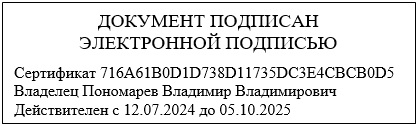 ДОКУМЕНТ ПОДПИСАН
ЭЛЕКТРОННОЙ ПОДПИСЬЮ
Сертификат 716A61B0D1D738D11735DC3E4CBCB0D5
Владелец Пономарев Владимир Владимирович
Действителен с 12.07.2024 до 05.10.2025